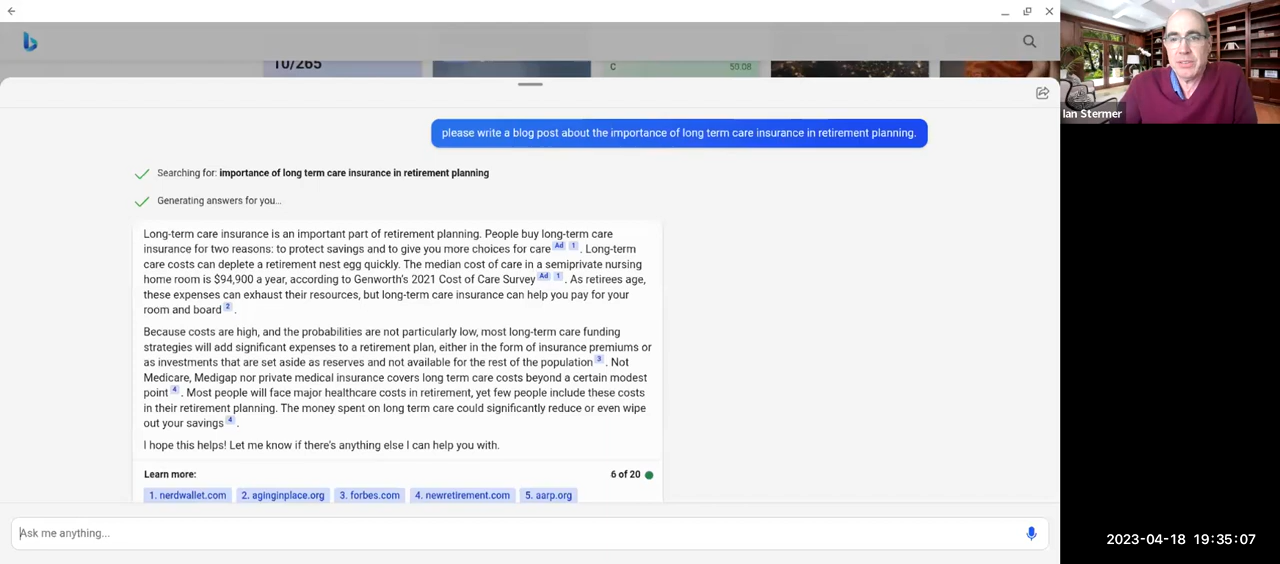 10/265
C 50.08
please write a blog post about the importance of long term care insurance in retirement planning.
Ian Stermer
Searching for: importance of long term care insurance in retirement planning
Generating answers for you...
Long-term care insurance is an important part of retirement planning. People buy long-term care
insurance for two reasons: to protect savings and to give you more choices for care Ad 1 . Long-term
care costs can deplete a retirement nest egg quickly. The median cost of care in a semiprivate nursing
home room is $94,900 a year, according to Genworth's 2021 Cost of Care Survey Ad 1 . As retirees age,
these expenses can exhaust their resources, but long-term care insurance can help you pay for your
room and board 2 .
Because costs are high, and the probabilities are not particularly low, most long-term care funding
strategies will add significant expenses to a retirement plan, either in the form of insurance premiums or
as investments that are set aside as reserves and not available for the rest of the population 3 . Not
Medicare, Medigap nor private medical insurance covers long term care costs beyond a certain modest
point 4 . Most people will face major healthcare costs in retirement, yet few people include these costs
in their retirement planning. The money spent on long term care could significantly reduce or even wipe
out your savings 4 .
I hope this helps! Let me know if there's anything else I can help you with.
Learn more: 6 of 20
1. nerdwallet.com 2. aginginplace.org 3. forbes.com 4. newretirement.com 5. aarp.org
Ask me anything...
2023-04-18 19:35:07